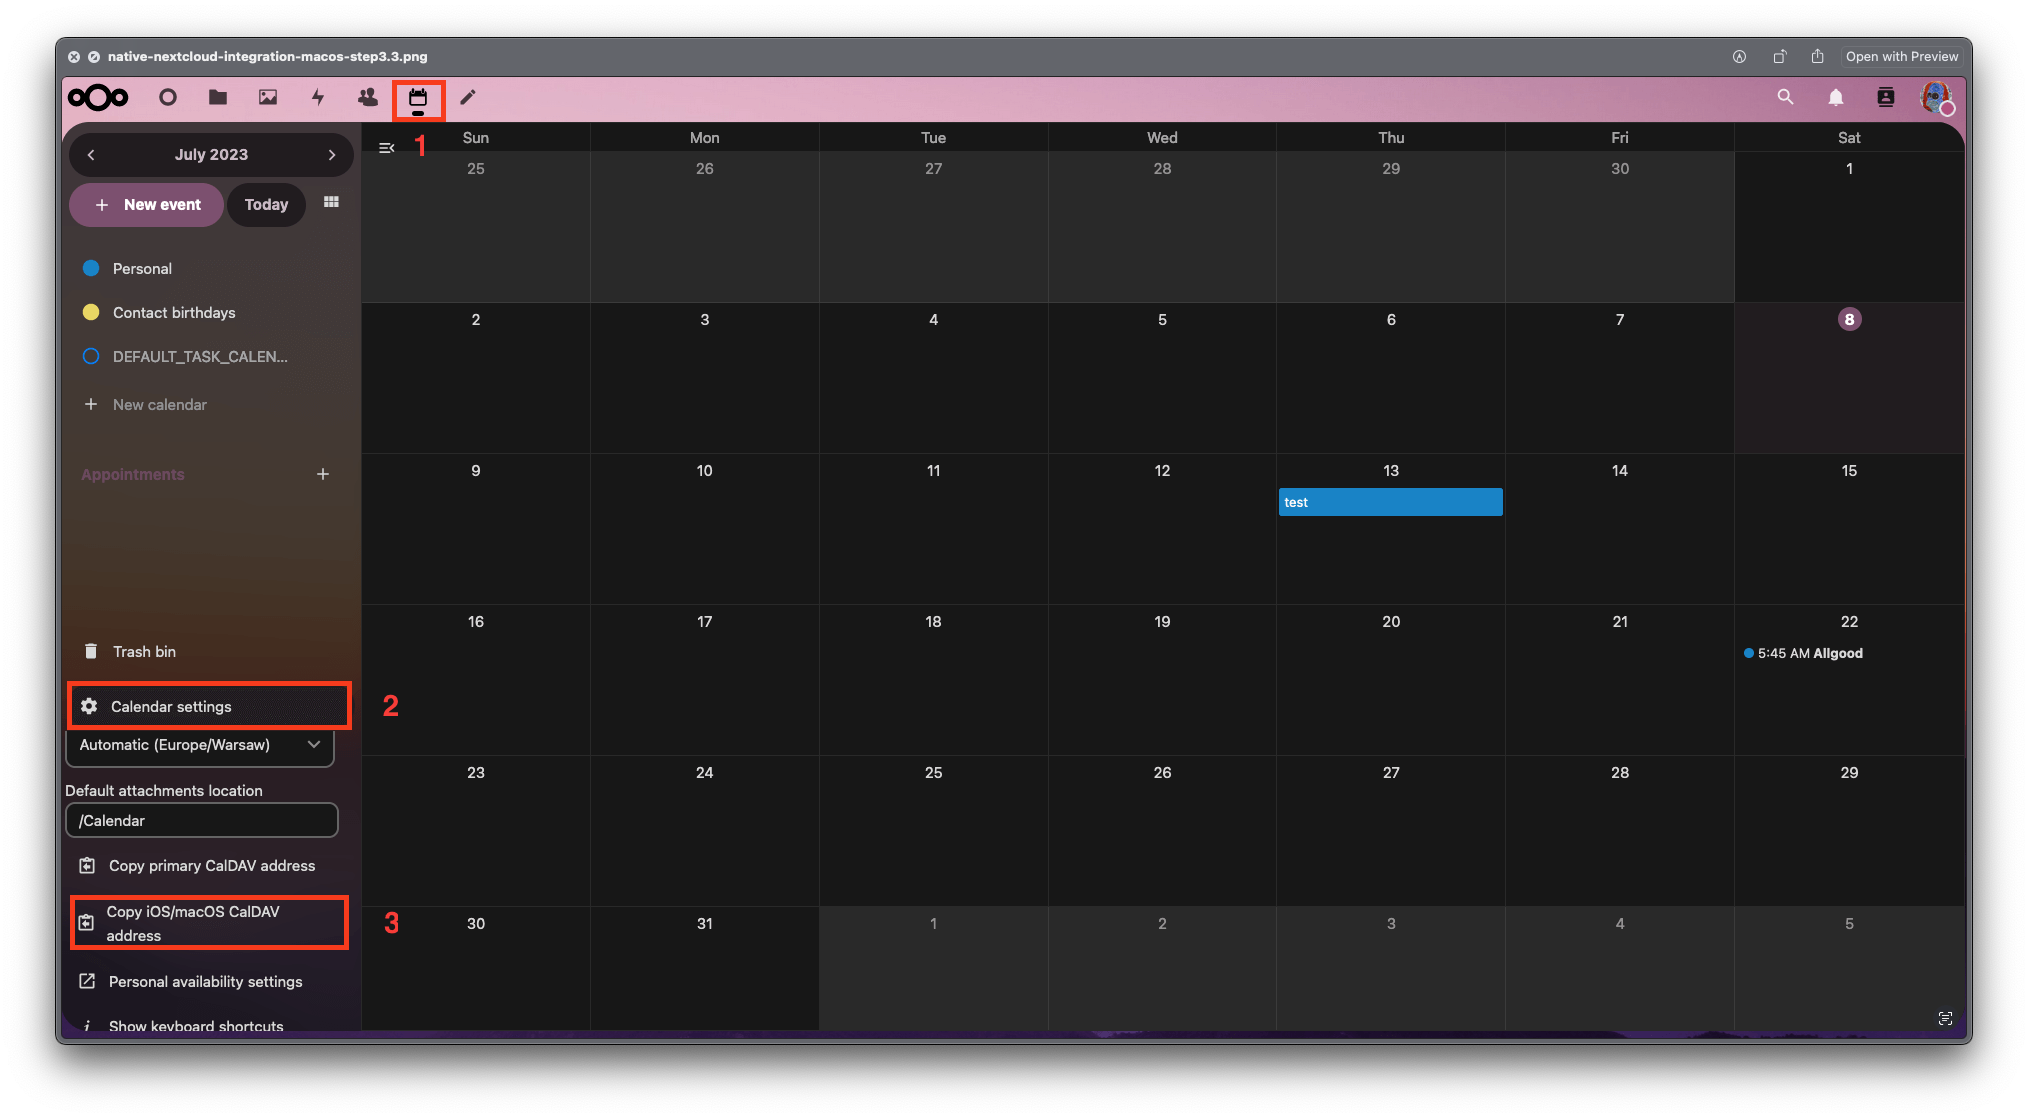 native-nextcloud-integration-macos-step3.3.png
Open with Preview
1
July 2023
New event
Today
Personal
Contact birthdays
DEFAULT_TASK_CALEN...
New calendar
Appointments
Trash bin
Calendar settings
2
Automatic (Europe/Warsaw)
Default attachments location
/Calendar
Copy primary CalDAV address
Copy iOS/macOS CalDAV
address
3
Personal availability settings
Show keyboard shortcuts
Sun Mon Tue Wed Thu Fri Sat
25 26 27 28 29 30 1
2 3 4 5 6 7 8
9 10 11 12 13 14 15
test
16 17 18 19 20 21 22
5:45 AM Allgood
23 24 25 26 27 28 29
30 31 1 2 3 4 5